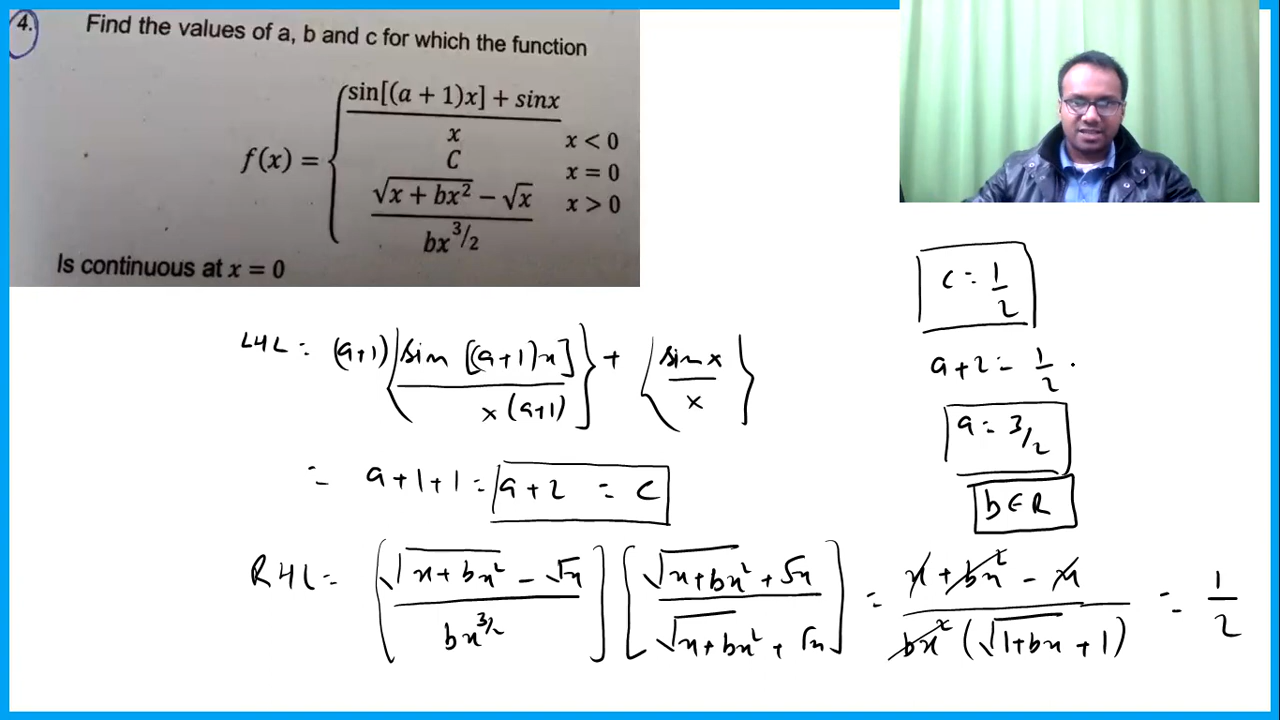 4. Find the values of a, b and c for which the function
f(x) = { sin[(a + 1)x] + sinx / x x < 0
C x = 0
√(x + bx²) − √x / bx^3/2 x > 0
Is continuous at x = 0
LHL = (a+1) { sin [(a+1)x] / x(a+1) } + { sin x / x }
= a+1+1 = a+2 = C
RHL = [ √(x+bx²) − √x / bx^3/2 ] [ √(x+bx²) + √x / √(x+bx²) + √x ] = x + bx² − x / bx² (√(1+bx) + 1) = 1/2
C = 1/2
a+2 = 1/2 .
a = 3/2
b ∈ R